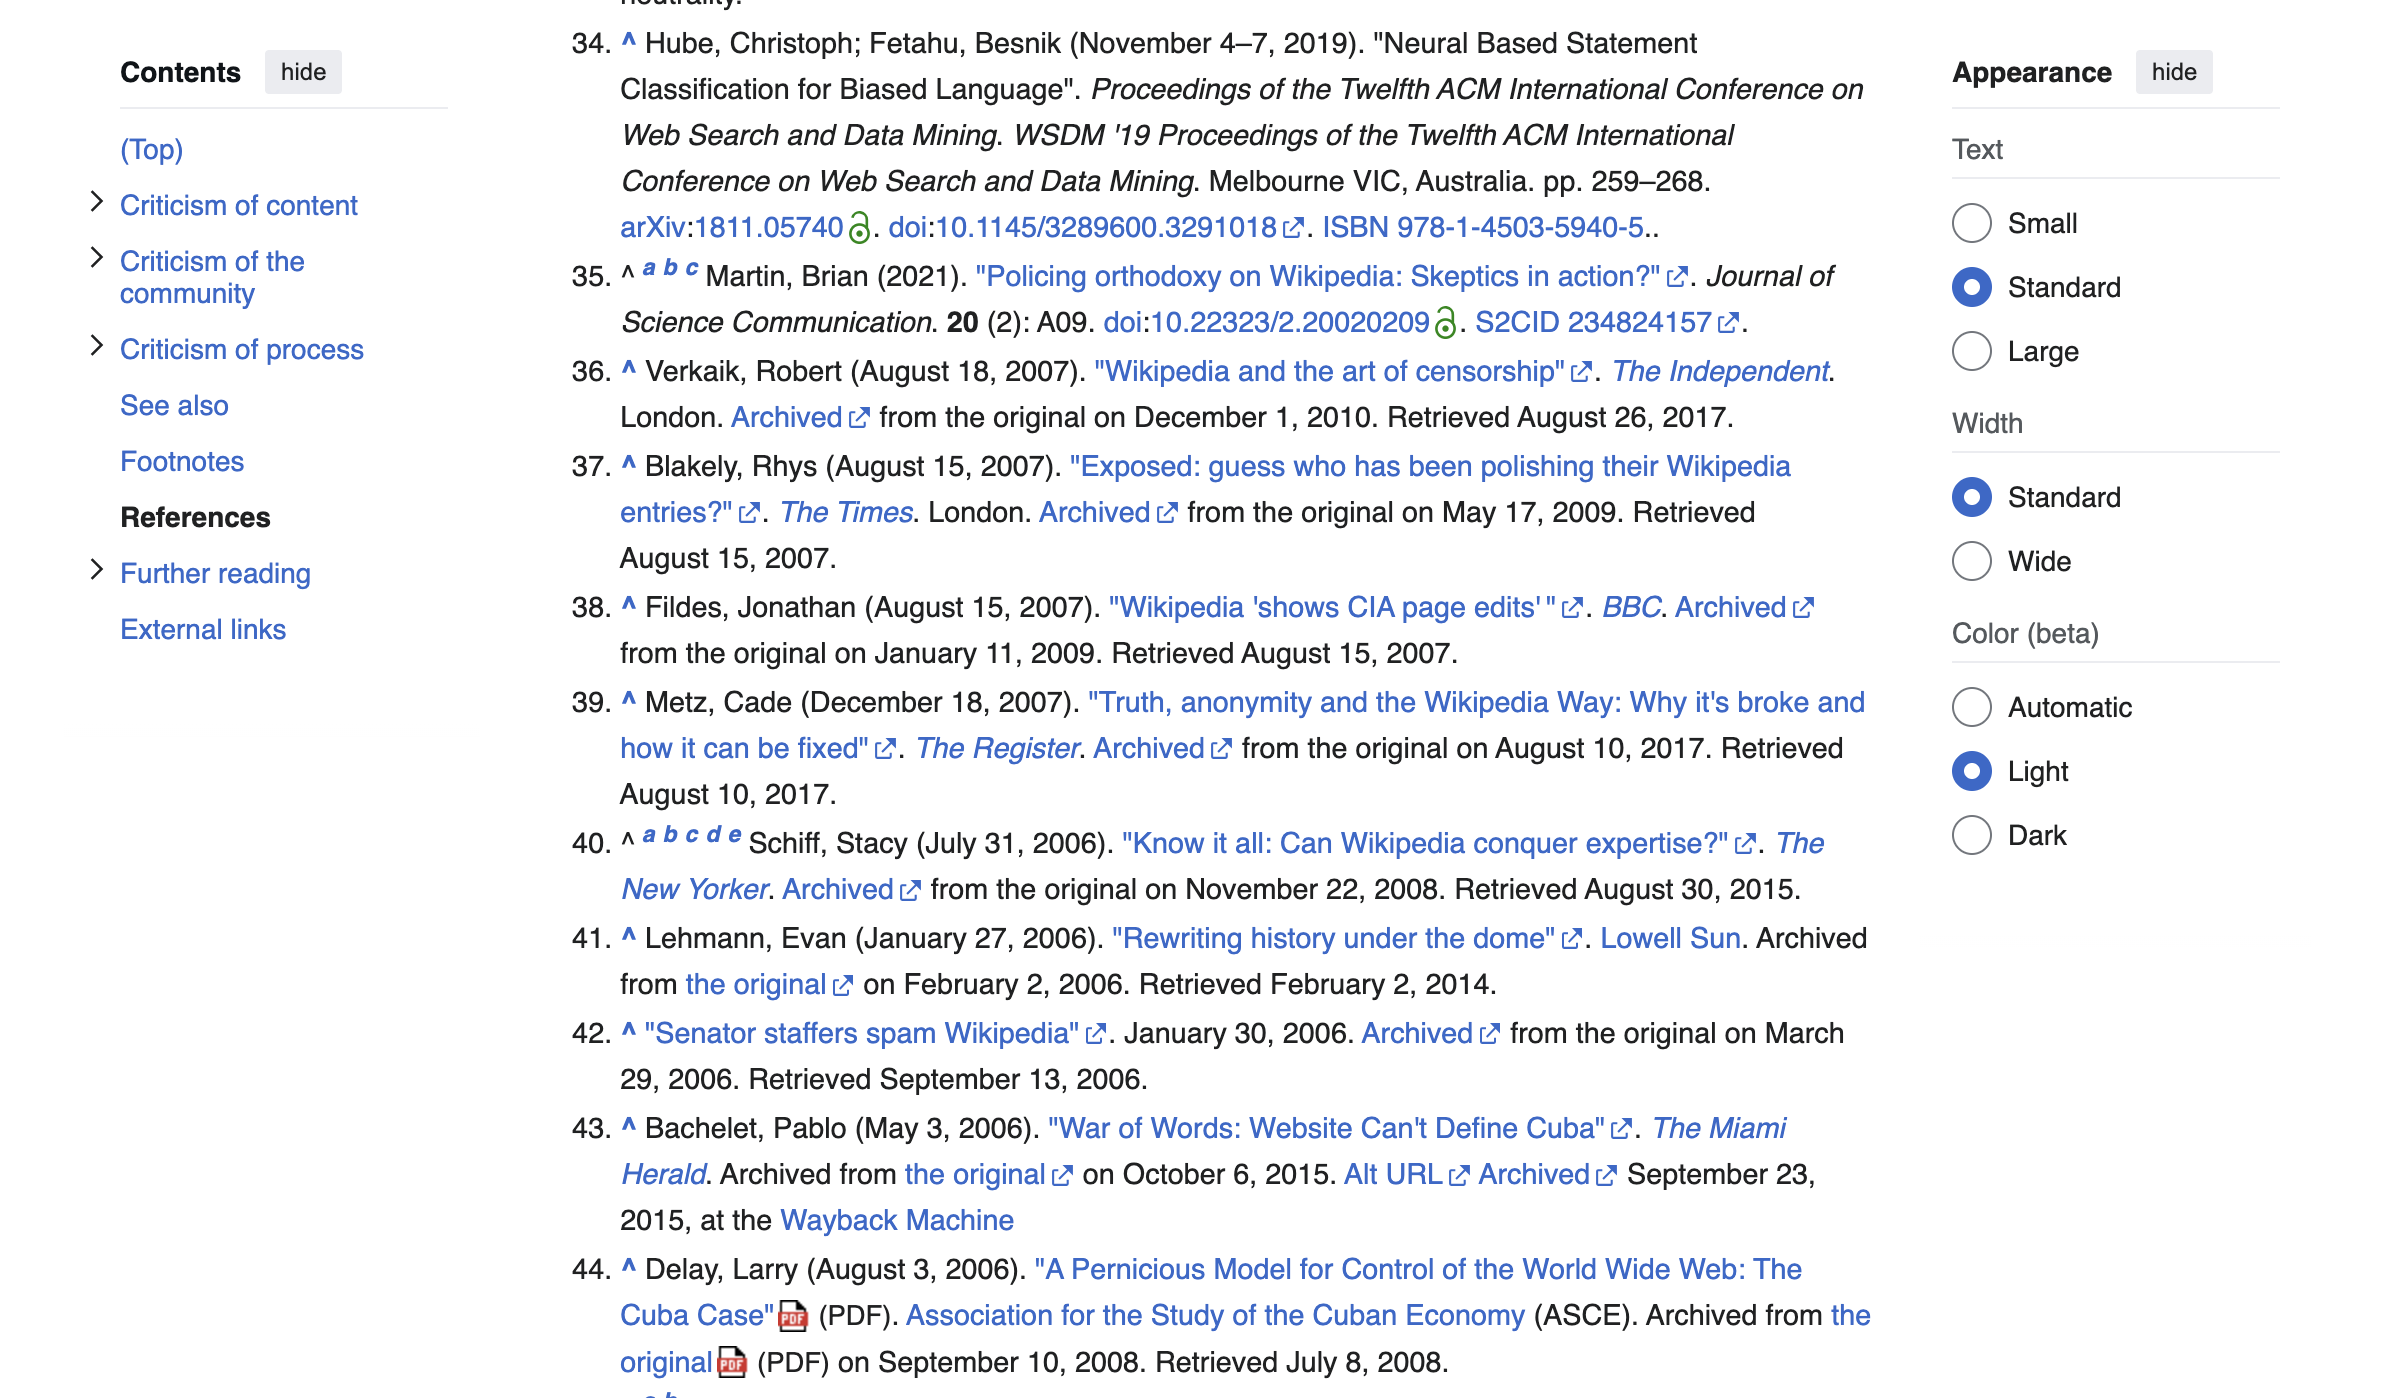 Contents hide
(Top)
Criticism of content
Criticism of the
community
Criticism of process
See also
Footnotes
References
Further reading
External links
neutrality.
34. ^ Hube, Christoph; Fetahu, Besnik (November 4–7, 2019). "Neural Based Statement
Classification for Biased Language". Proceedings of the Twelfth ACM International Conference on
Web Search and Data Mining. WSDM '19 Proceedings of the Twelfth ACM International
Conference on Web Search and Data Mining. Melbourne VIC, Australia. pp. 259–268.
arXiv:1811.05740. doi:10.1145/3289600.3291018. ISBN 978-1-4503-5940-5..
35. ^ a b c Martin, Brian (2021). "Policing orthodoxy on Wikipedia: Skeptics in action?". Journal of
Science Communication. 20 (2): A09. doi:10.22323/2.20020209. S2CID 234824157.
36. ^ Verkaik, Robert (August 18, 2007). "Wikipedia and the art of censorship". The Independent.
London. Archived from the original on December 1, 2010. Retrieved August 26, 2017.
37. ^ Blakely, Rhys (August 15, 2007). "Exposed: guess who has been polishing their Wikipedia
entries?". The Times. London. Archived from the original on May 17, 2009. Retrieved
August 15, 2007.
38. ^ Fildes, Jonathan (August 15, 2007). "Wikipedia 'shows CIA page edits' ". BBC. Archived
from the original on January 11, 2009. Retrieved August 15, 2007.
39. ^ Metz, Cade (December 18, 2007). "Truth, anonymity and the Wikipedia Way: Why it's broke and
how it can be fixed". The Register. Archived from the original on August 10, 2017. Retrieved
August 10, 2017.
40. ^ a b c d e Schiff, Stacy (July 31, 2006). "Know it all: Can Wikipedia conquer expertise?". The
New Yorker. Archived from the original on November 22, 2008. Retrieved August 30, 2015.
41. ^ Lehmann, Evan (January 27, 2006). "Rewriting history under the dome". Lowell Sun. Archived
from the original on February 2, 2006. Retrieved February 2, 2014.
42. ^ "Senator staffers spam Wikipedia". January 30, 2006. Archived from the original on March
29, 2006. Retrieved September 13, 2006.
43. ^ Bachelet, Pablo (May 3, 2006). "War of Words: Website Can't Define Cuba". The Miami
Herald. Archived from the original on October 6, 2015. Alt URL Archived September 23,
2015, at the Wayback Machine
44. ^ Delay, Larry (August 3, 2006). "A Pernicious Model for Control of the World Wide Web: The
Cuba Case" PDF (PDF). Association for the Study of the Cuban Economy (ASCE). Archived from the
original PDF (PDF) on September 10, 2008. Retrieved July 8, 2008.
Appearance hide
Text
Small
Standard
Large
Width
Standard
Wide
Color (beta)
Automatic
Light
Dark